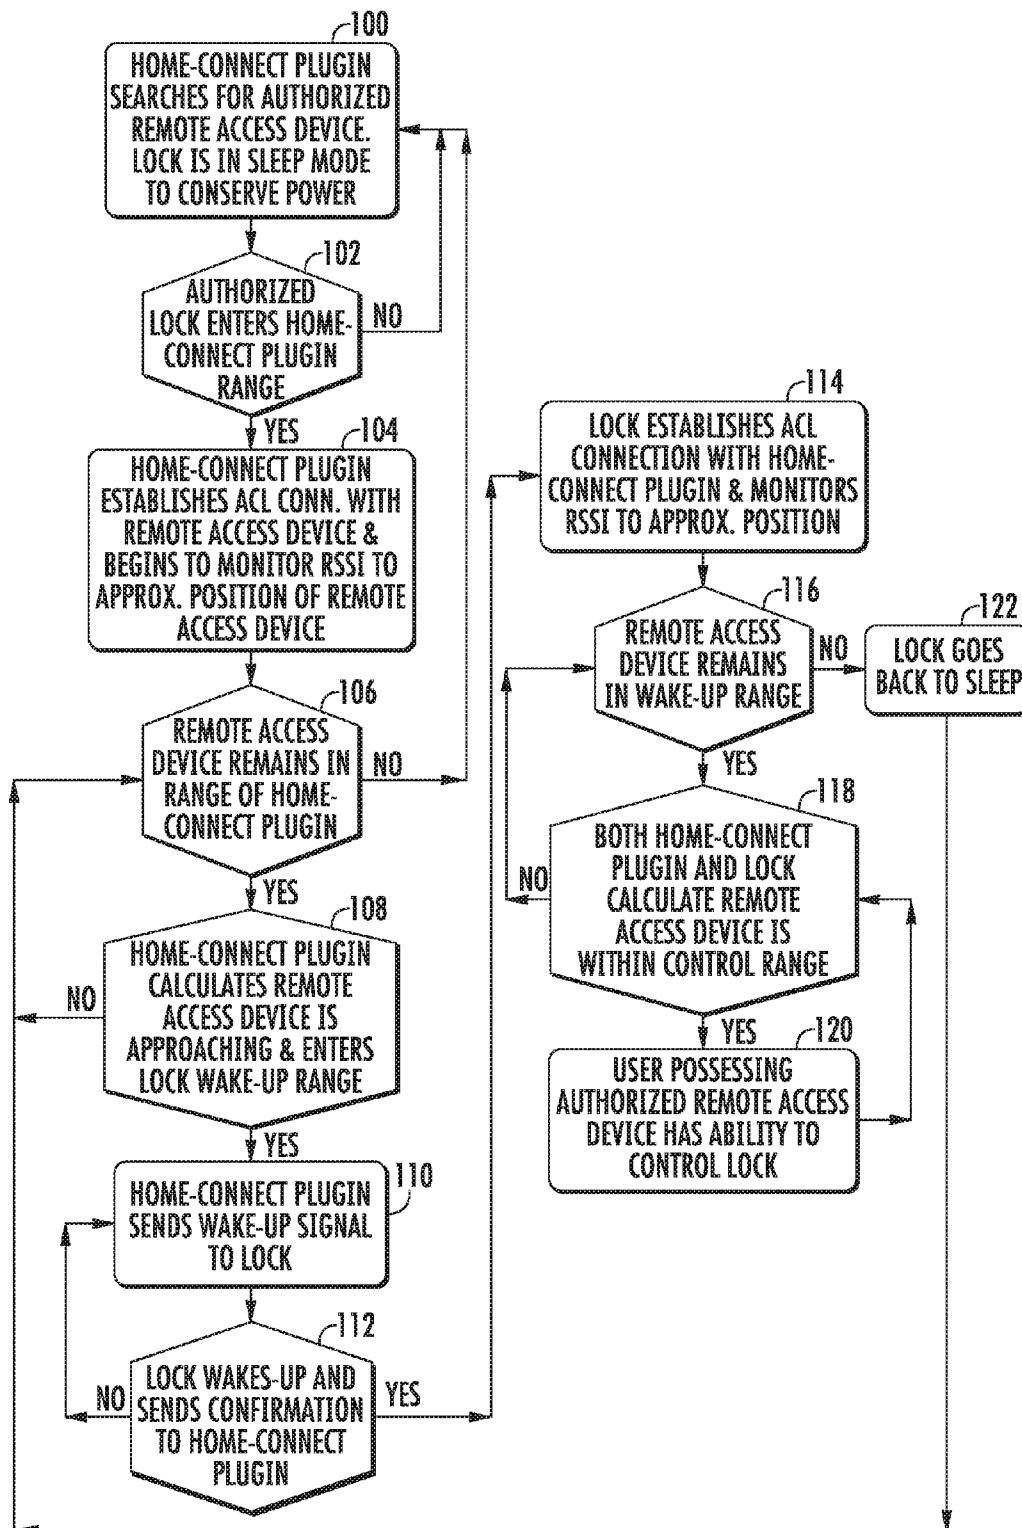 100
HOME-CONNECT PLUGIN
SEARCHES FOR AUTHORIZED
REMOTE ACCESS DEVICE.
LOCK IS IN SLEEP MODE
TO CONSERVE POWER
102
AUTHORIZED
LOCK ENTERS HOME-
CONNECT PLUGIN
RANGE
NO
YES
104
HOME-CONNECT PLUGIN
ESTABLISHES ACL CONN. WITH
REMOTE ACCESS DEVICE &
BEGINS TO MONITOR RSSI TO
APPROX. POSITION OF REMOTE
ACCESS DEVICE
106
REMOTE ACCESS
DEVICE REMAINS IN
RANGE OF HOME-
CONNECT PLUGIN
NO
YES
108
HOME-CONNECT PLUGIN
CALCULATES REMOTE
ACCESS DEVICE IS
APPROACHING & ENTERS
LOCK WAKE-UP RANGE
NO
YES
110
HOME-CONNECT PLUGIN
SENDS WAKE-UP SIGNAL
TO LOCK
112
LOCK WAKES-UP AND
SENDS CONFIRMATION
TO HOME-CONNECT
PLUGIN
NO
YES
114
LOCK ESTABLISHES ACL
CONNECTION WITH HOME-
CONNECT PLUGIN & MONITORS
RSSI TO APPROX. POSITION
116
REMOTE ACCESS
DEVICE REMAINS
IN WAKE-UP RANGE
NO
YES
122
LOCK GOES
BACK TO SLEEP
118
BOTH HOME-CONNECT
PLUGIN AND LOCK
CALCULATE REMOTE
ACCESS DEVICE IS
WITHIN CONTROL RANGE
NO
YES
120
USER POSSESSING
AUTHORIZED REMOTE ACCESS
DEVICE HAS ABILITY TO
CONTROL LOCK